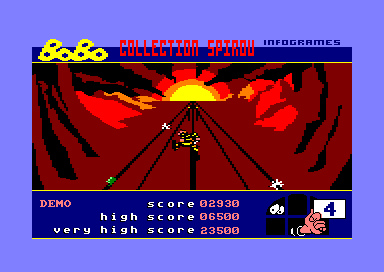 BoBo COLLECTION SPIROU INFOGRAMES
DEMO score 02930
high score 06500
very high score 23500
4